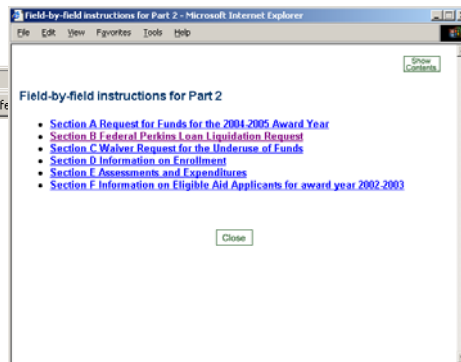 Field-by-field instructions for Part 2 - Microsoft Internet Explorer
File Edit View Favorites Tools Help
Show
Contents
fe
Field-by-field instructions for Part 2
Section A Request for Funds for the 2004-2005 Award Year
Section B Federal Perkins Loan Liquidation Request
Section C Waiver Request for the Underuse of Funds
Section D Information on Enrollment
Section E Assessments and Expenditures
Section F Information on Eligible Aid Applicants for award year 2002-2003
Close